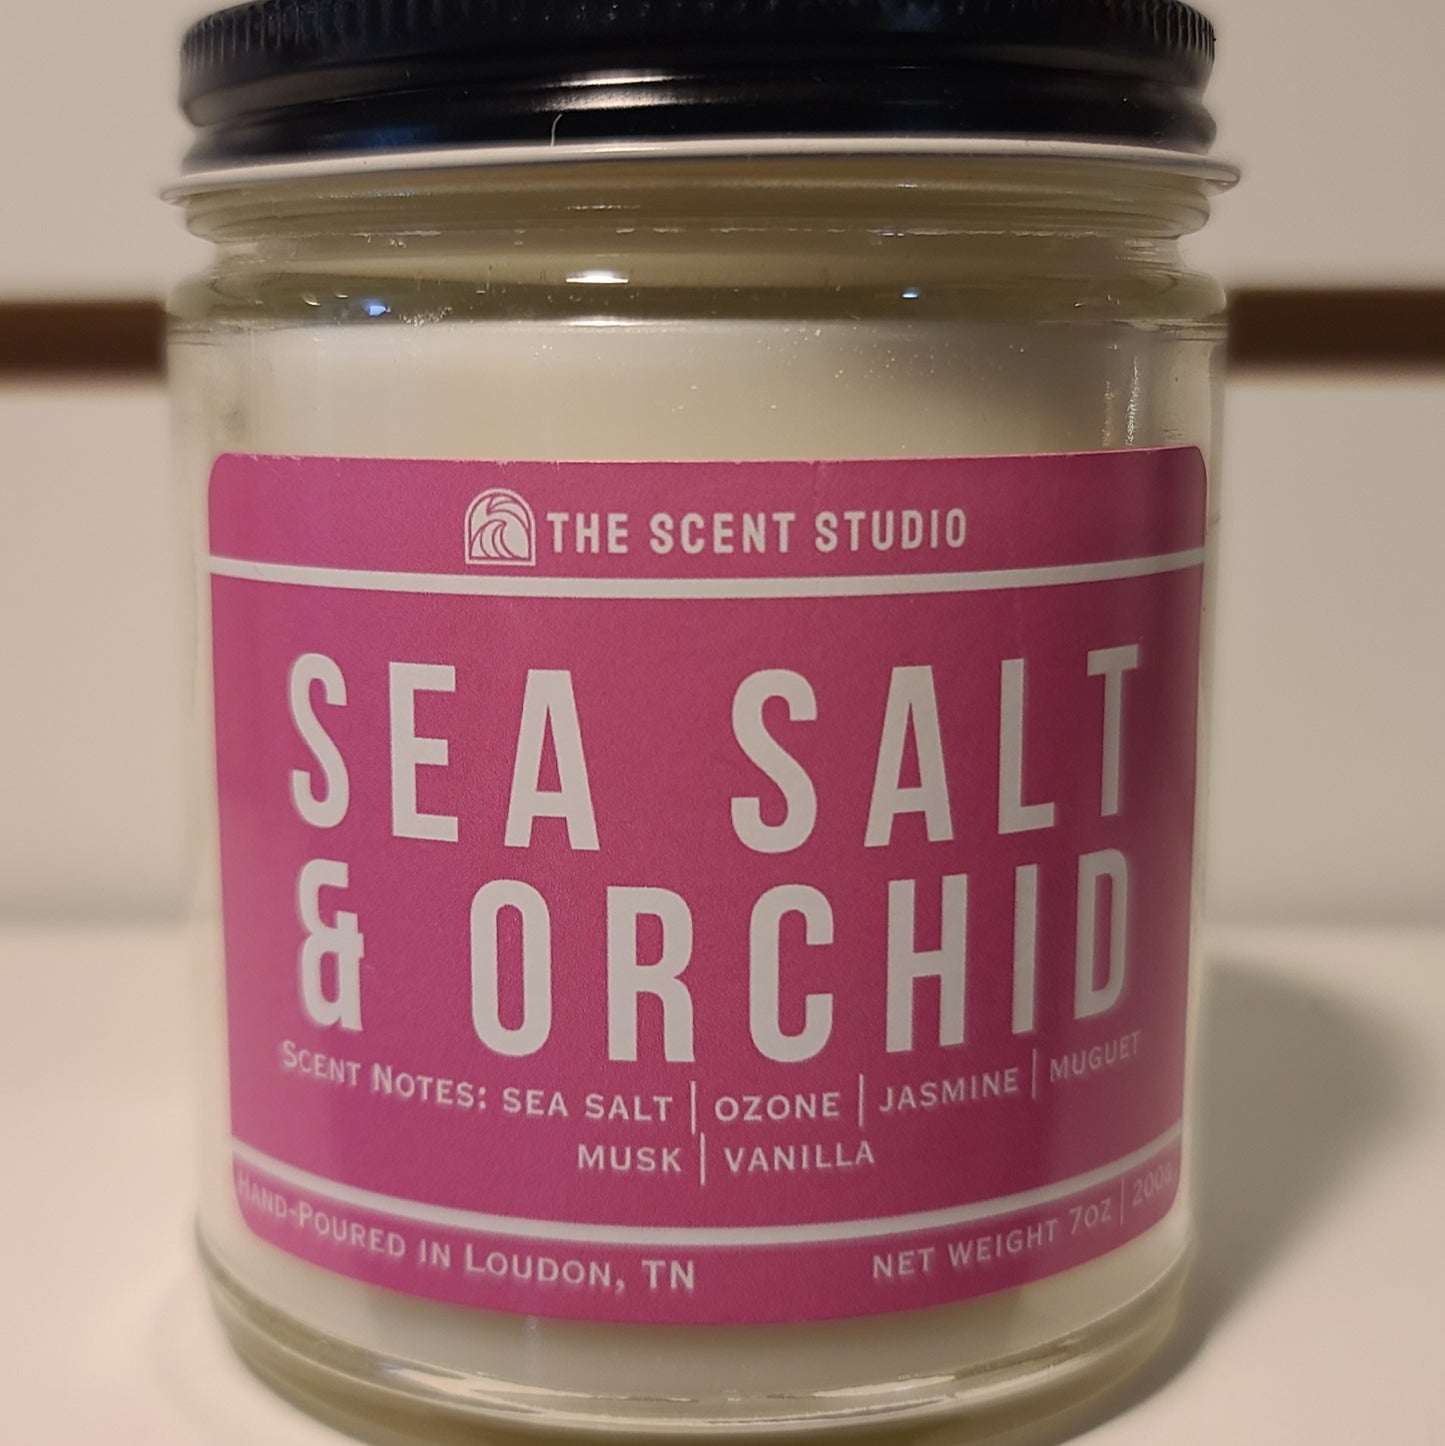 THE SCENT STUDIO
SEA SALT
& ORCHID
SCENT NOTES: SEA SALT | OZONE | JASMINE | MUGUET
MUSK | VANILLA
HAND-POURED IN LOUDON, TN
NET WEIGHT 7OZ | 200G